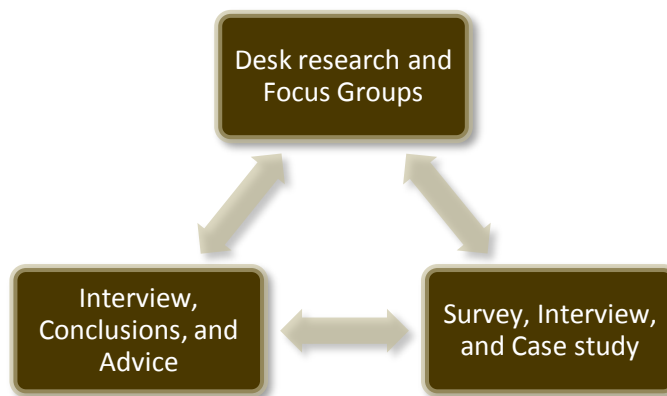 Desk research and
Focus Groups
Interview,
Conclusions, and
Advice
Survey, Interview,
and Case study